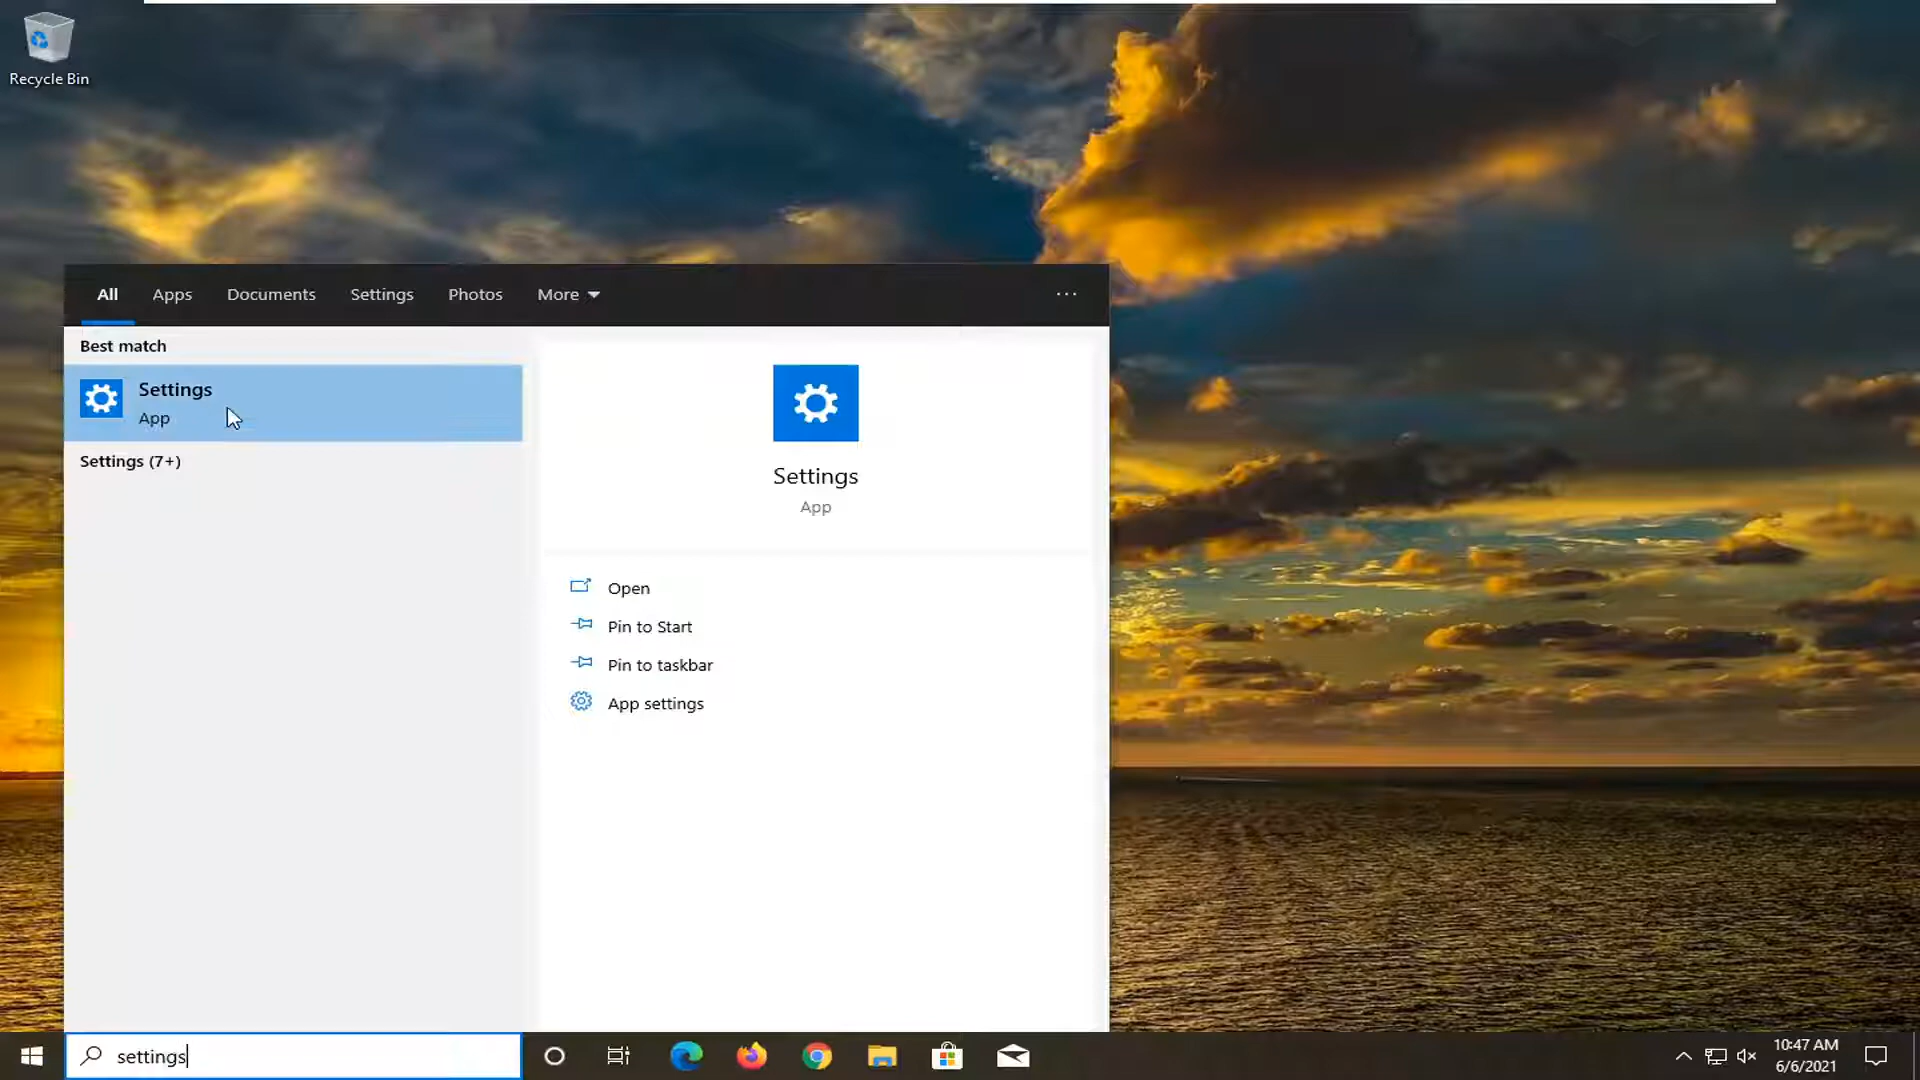 Recycle Bin
All Apps Documents Settings Photos More ...
Best match
Settings
App
Settings (7+)
Settings
App
Open
Pin to Start
Pin to taskbar
App settings
settings
10:47 AM
6/6/2021